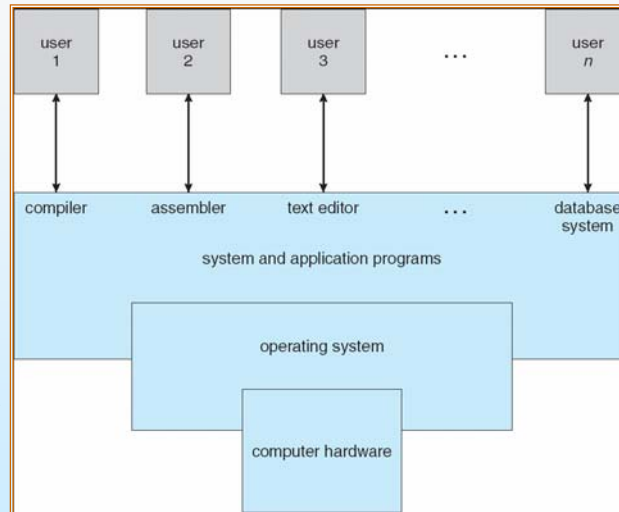 user
1
user
2
user
3
...
user
n
compiler
assembler
text editor
...
database
system
system and application programs
operating system
computer hardware